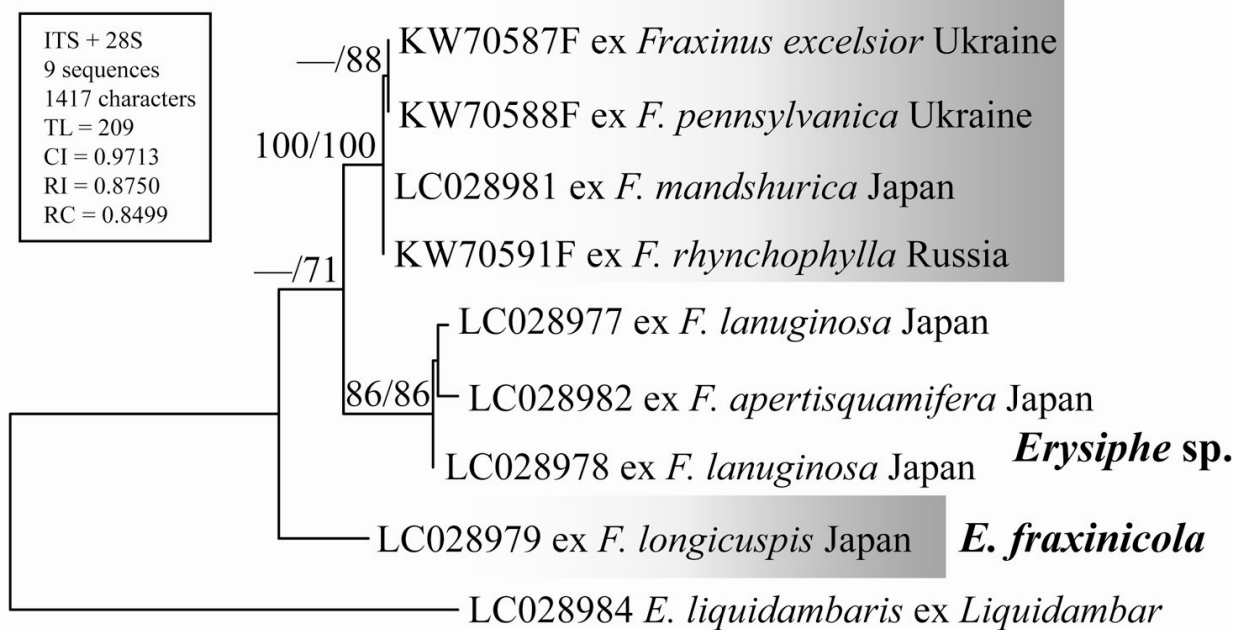 ITS + 28S
9 sequences
1417 characters
TL = 209
CI = 0.9713
RI = 0.8750
RC = 0.8499
—/88
KW70587F ex Fraxinus excelsior Ukraine
KW70588F ex F. pennsylvanica Ukraine
100/100
LC028981 ex F. mandshurica Japan
KW70591F ex F. rhynchophylla Russia
—/71
LC028977 ex F. lanuginosa Japan
86/86
LC028982 ex F. apertisquamifera Japan
Erysiphe sp.
LC028978 ex F. lanuginosa Japan
LC028979 ex F. longicuspis Japan
E. fraxinicola
LC028984 E. liquidambaris ex Liquidambar